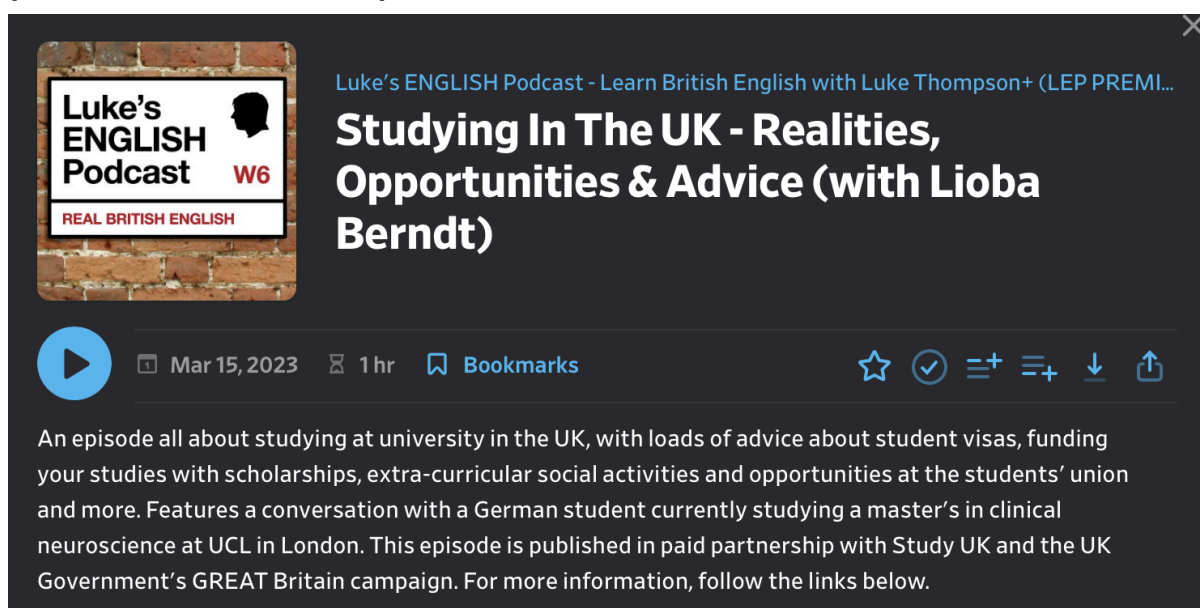 Luke's
ENGLISH
Podcast
W6
REAL BRITISH ENGLISH
Luke's ENGLISH Podcast - Learn British English with Luke Thompson+ (LEP PREMI...
Studying In The UK - Realities,
Opportunities & Advice (with Lioba
Berndt)
1
Mar 15, 2023
1 hr
Bookmarks
An episode all about studying at university in the UK, with loads of advice about student visas, funding
your studies with scholarships, extra-curricular social activities and opportunities at the students' union
and more. Features a conversation with a German student currently studying a master's in clinical
neuroscience at UCL in London. This episode is published in paid partnership with Study UK and the UK
Government's GREAT Britain campaign. For more information, follow the links below.